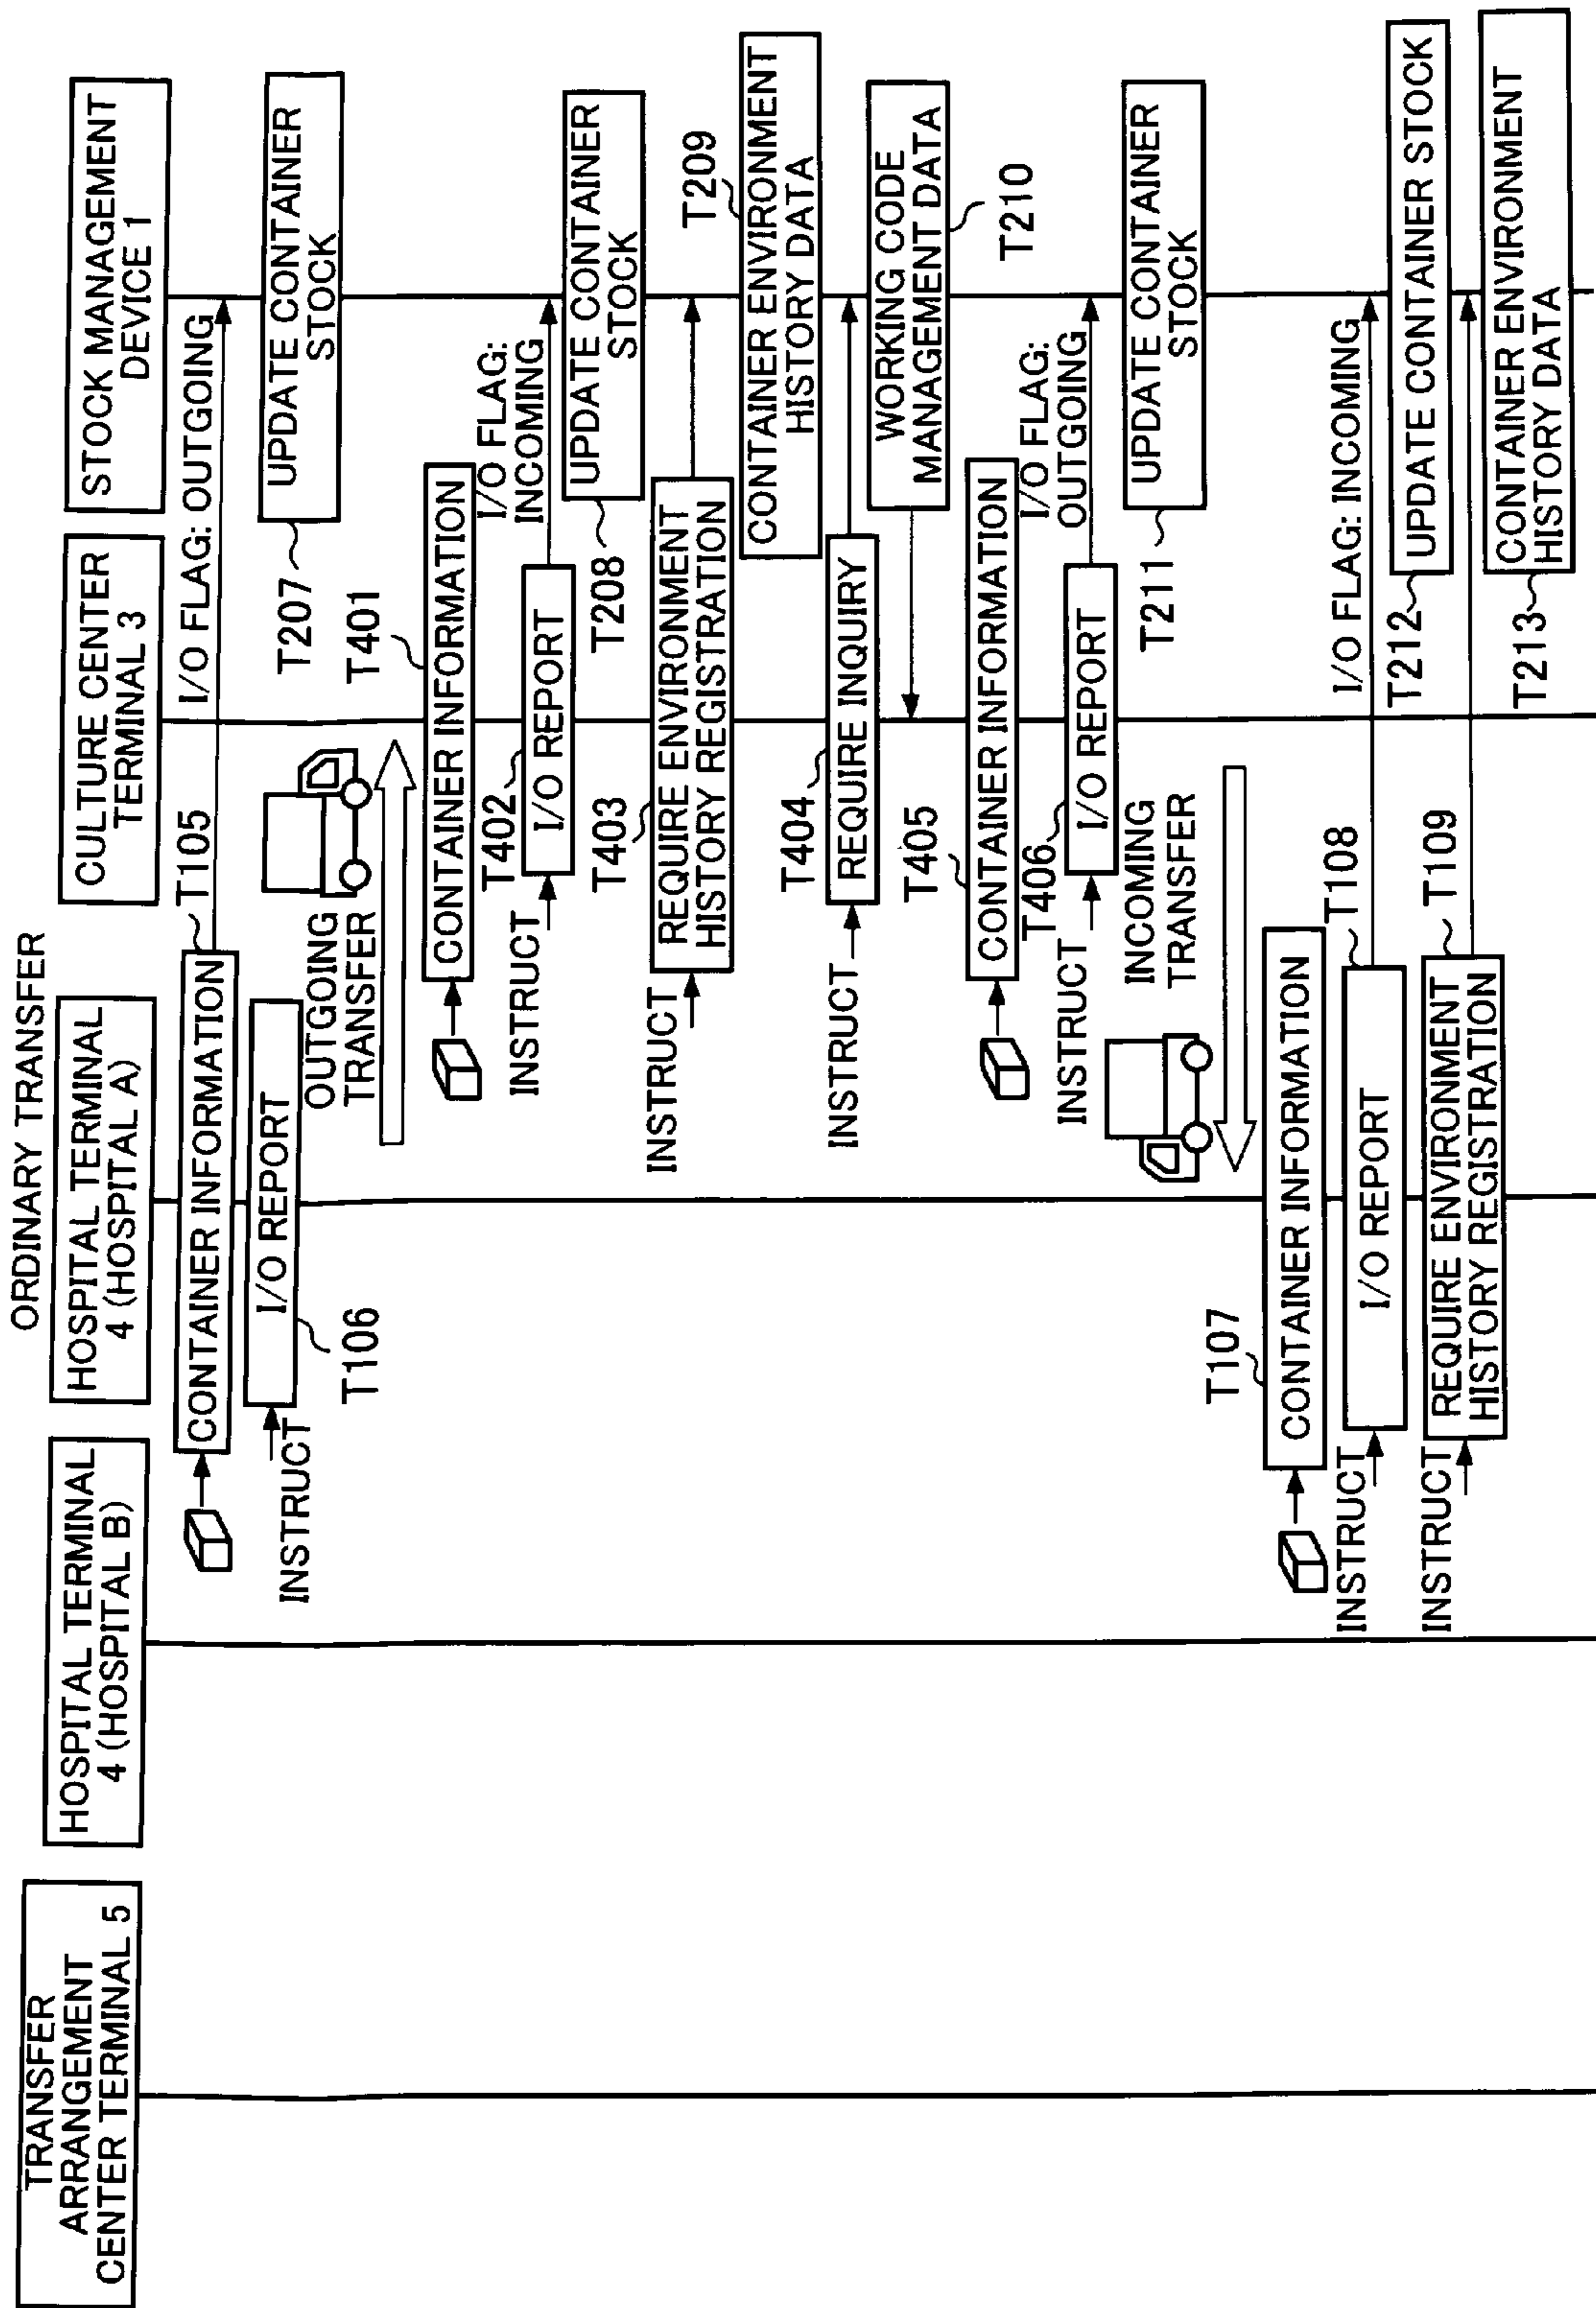 ORDINARY TRANSFER
TRANSFER
ARRANGEMENT
CENTER TERMINAL 5
HOSPITAL TERMINAL
4 (HOSPITAL B)
HOSPITAL TERMINAL
4 (HOSPITAL A)
CULTURE CENTER
TERMINAL 3
STOCK MANAGEMENT
DEVICE 1
CONTAINER INFORMATION
T105
I/O FLAG: OUTGOING
INSTRUCT
I/O REPORT
T106
UPDATE CONTAINER
STOCK
T207
OUTGOING
TRANSFER
T401
CONTAINER INFORMATION
I/O FLAG:
INCOMING
T402
INSTRUCT
I/O REPORT
UPDATE CONTAINER
STOCK
T208
T403
INSTRUCT
REQUIRE ENVIRONMENT
HISTORY REGISTRATION
T209
CONTAINER ENVIRONMENT
HISTORY DATA
T404
INSTRUCT
REQUIRE INQUIRY
WORKING CODE
MANAGEMENT DATA
T210
T405
CONTAINER INFORMATION
I/O FLAG:
OUTGOING
T406
INSTRUCT
I/O REPORT
UPDATE CONTAINER
STOCK
T211
INCOMING
TRANSFER
T107
CONTAINER INFORMATION
INSTRUCT
I/O REPORT
T108
I/O FLAG: INCOMING
T212
UPDATE CONTAINER STOCK
INSTRUCT
REQUIRE ENVIRONMENT
HISTORY REGISTRATION
T109
T213
CONTAINER ENVIRONMENT
HISTORY DATA